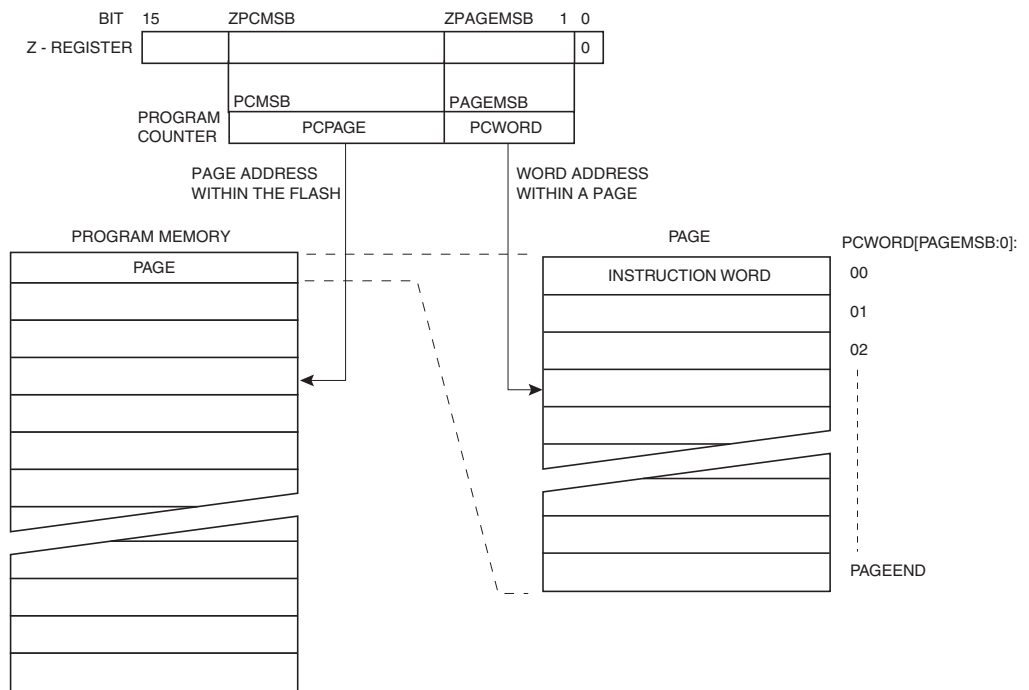 BIT 15 ZPCMSB ZPAGEMSB 1 0
Z - REGISTER 0
PCMSB PAGEMSB
PROGRAM
COUNTER
PCPAGE PCWORD
PAGE ADDRESS
WITHIN THE FLASH
WORD ADDRESS
WITHIN A PAGE
PROGRAM MEMORY
PAGE
PAGE
INSTRUCTION WORD
PCWORD[PAGEMSB:0]:
00
01
02
PAGEEND